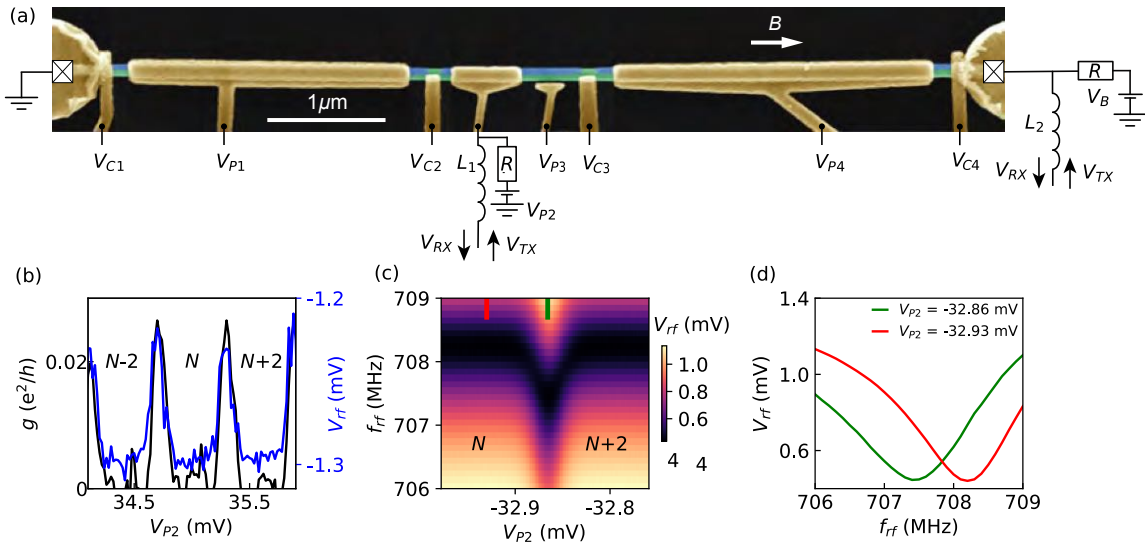 (a)
B
1μm
R
V_B
L_2
V_C1
V_P1
V_C2
L_1
R
V_P3
V_C3
V_P4
V_C4
V_RX
V_TX
V_P2
V_RX
V_TX
(b)
g (e²/h)
0.02
0
N-2
N
N+2
-1.2
-1.3
V_rf (mV)
34.5
35.5
V_P2 (mV)
(c)
f_rf (MHz)
709
708
707
706
N
N+2
-32.9
-32.8
V_P2 (mV)
V_rf (mV)
1.0
0.8
0.6
4 4
(d)
V_rf (mV)
1.4
1.0
0.6
V_P2 = -32.86 mV
V_P2 = -32.93 mV
706
707
708
709
f_rf (MHz)